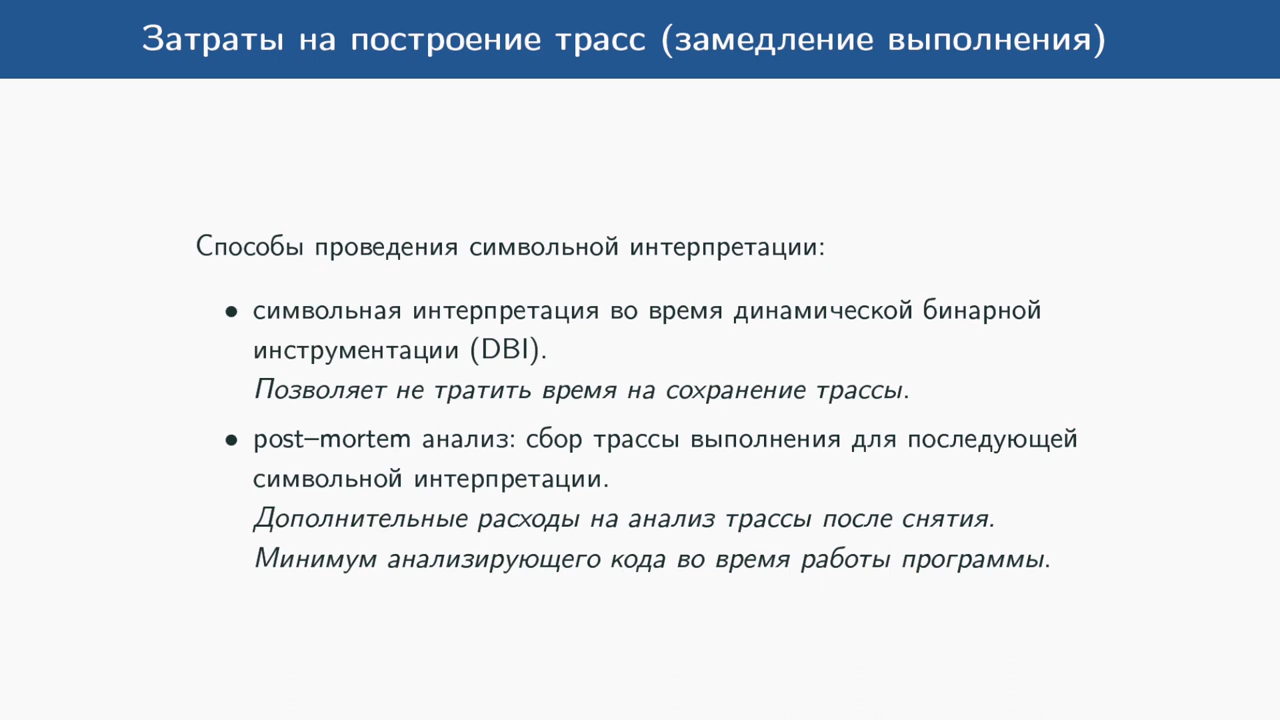 Затраты на построение трасс (замедление выполнения)
Способы проведения символьной интерпретации:
• символьная интерпретация во время динамической бинарной
инструментации (DBI).
Позволяет не тратить время на сохранение трассы.
• post–mortem анализ: сбор трассы выполнения для последующей
символьной интерпретации.
Дополнительные расходы на анализ трассы после снятия.
Минимум анализирующего кода во время работы программы.